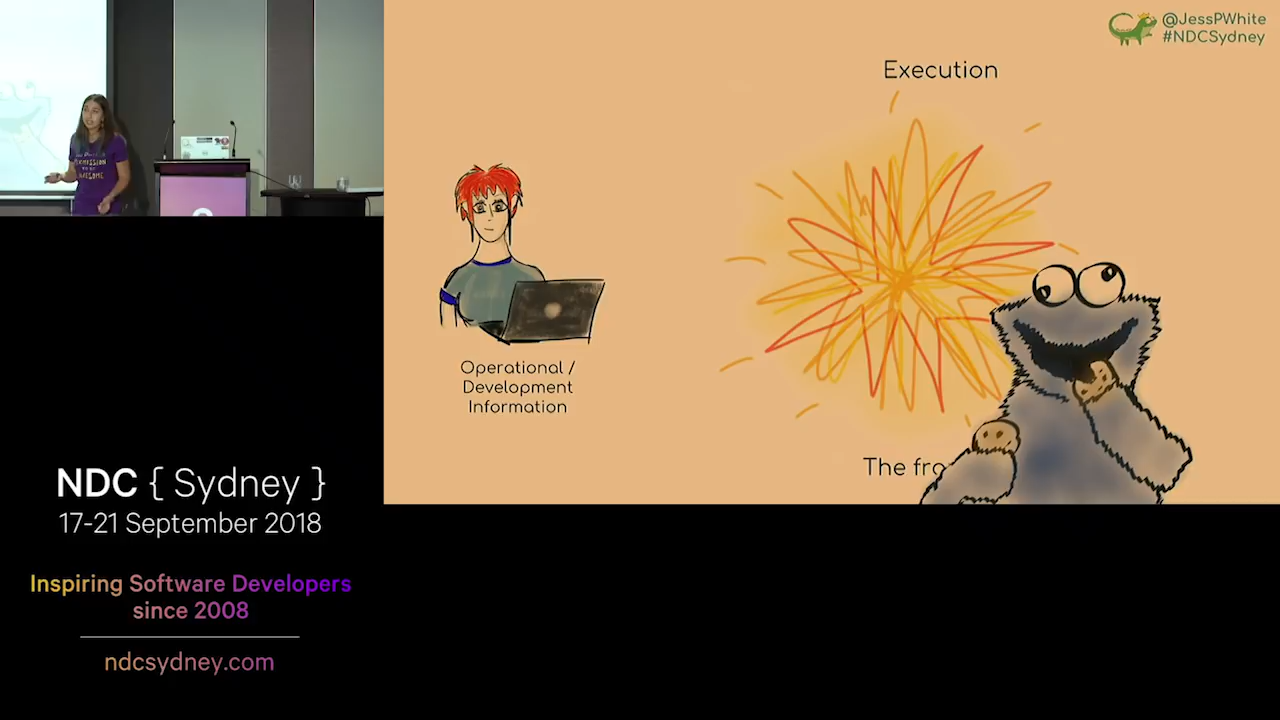 @JessPWhite
#NDCSydney
Execution
Operational /
Development
Information
The fro
NDC { Sydney }
17-21 September 2018
Inspiring Software Developers
since 2008
ndcsydney.com